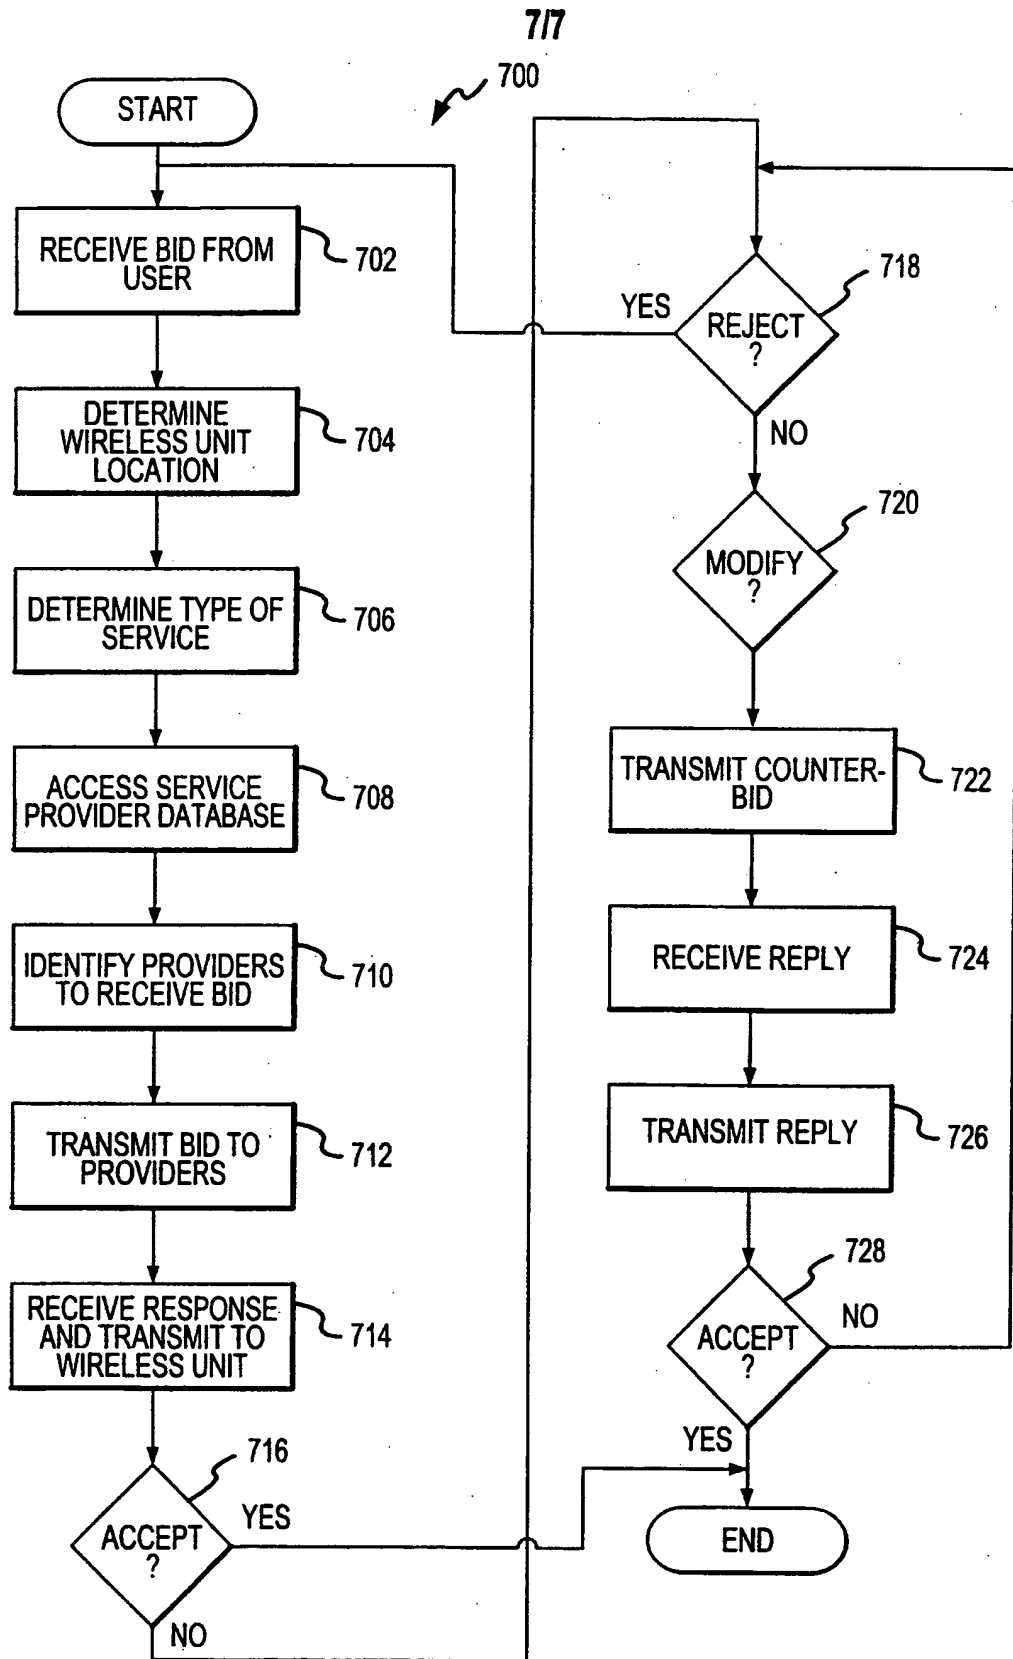 7/7
700
START
RECEIVE BID FROM
USER
702
DETERMINE
WIRELESS UNIT
LOCATION
704
DETERMINE TYPE OF
SERVICE
706
ACCESS SERVICE
PROVIDER DATABASE
708
IDENTIFY PROVIDERS
TO RECEIVE BID
710
TRANSMIT BID TO
PROVIDERS
712
RECEIVE RESPONSE
AND TRANSMIT TO
WIRELESS UNIT
714
716
ACCEPT
?
YES
NO
718
YES
REJECT
?
NO
720
MODIFY
?
TRANSMIT COUNTER-
BID
722
RECEIVE REPLY
724
TRANSMIT REPLY
726
728
ACCEPT
?
NO
YES
END